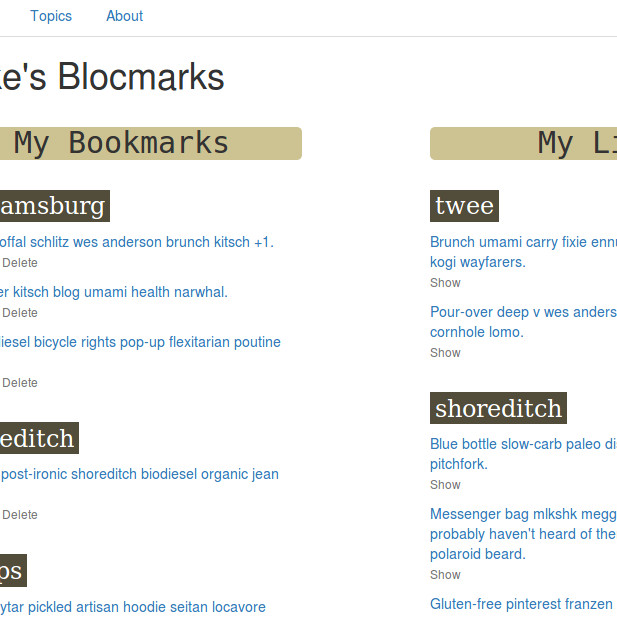 Topics About
ke's Blocmarks
My Bookmarks
amsburg
offal schlitz wes anderson brunch kitsch +1.
Delete
er kitsch blog umami health narwhal.
Delete
iesel bicycle rights pop-up flexitarian poutine
Delete
editch
post-ironic shoreditch biodiesel organic jean
Delete
ps
ytar pickled artisan hoodie seitan locavore
My Li
twee
Brunch umami carry fixie ennu
kogi wayfarers.
Show
Pour-over deep v wes anders
cornhole lomo.
Show
shoreditch
Blue bottle slow-carb paleo di
pitchfork.
Show
Messenger bag mlkshk megg
probably haven't heard of the
polaroid beard.
Show
Gluten-free pinterest franzen